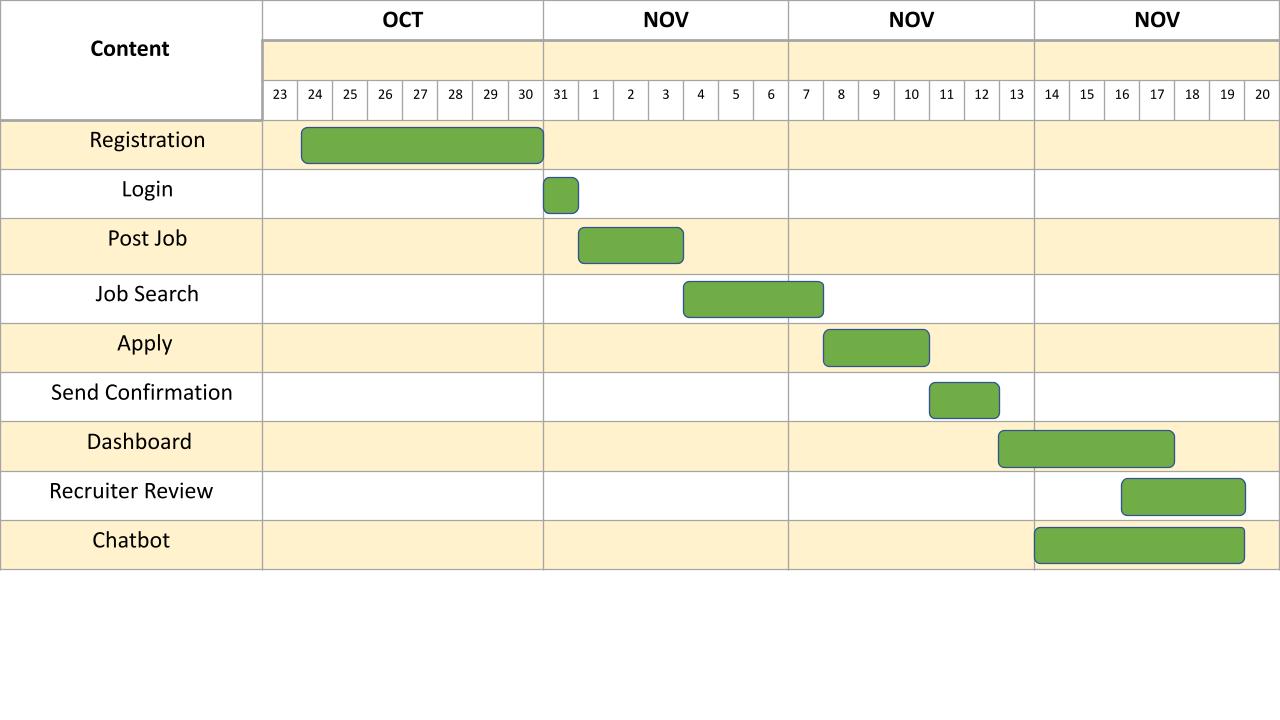 Content OCT NOV NOV NOV
23 24 25 26 27 28 29 30 31 1 2 3 4 5 6 7 8 9 10 11 12 13 14 15 16 17 18 19 20
Registration
Login
Post Job
Job Search
Apply
Send Confirmation
Dashboard
Recruiter Review
Chatbot